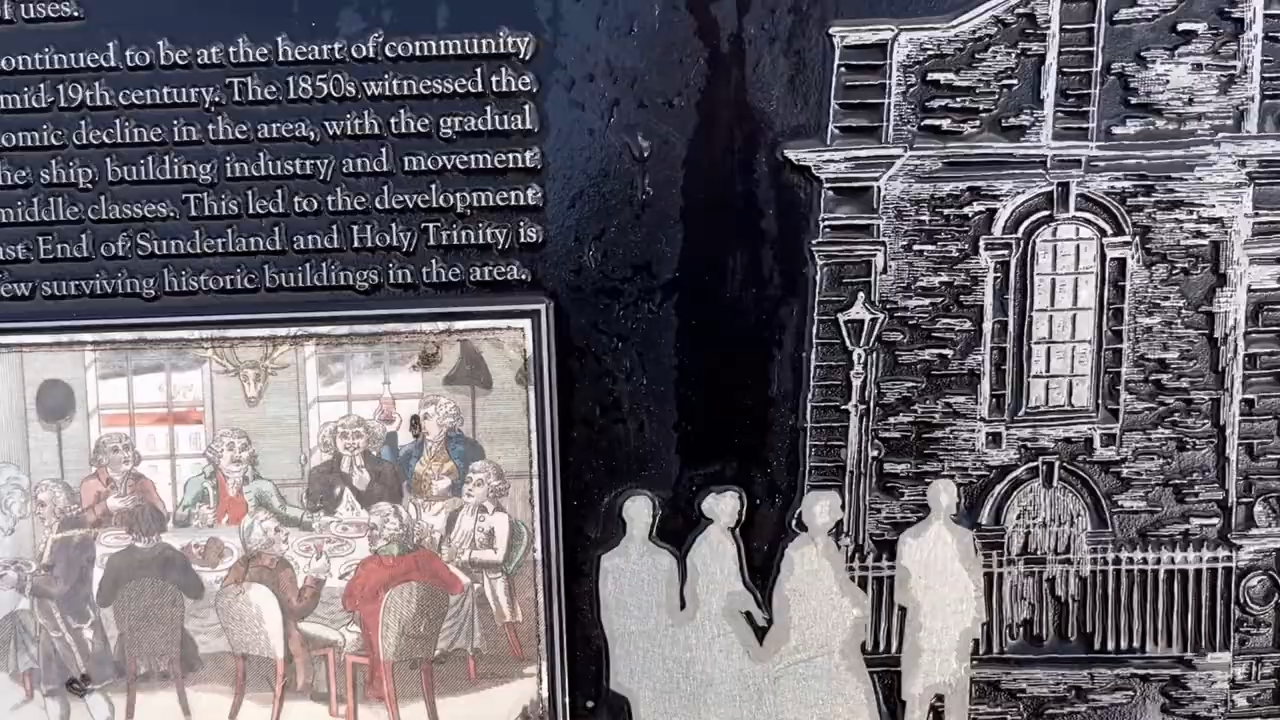 f uses.
ontinued to be at the heart of community
mid-19th century. The 1850s witnessed the
omic decline in the area, with the gradual
he ship building industry and movement
middle classes. This led to the development
ast End of Sunderland and Holy Trinity is
ew surviving historic buildings in the area.